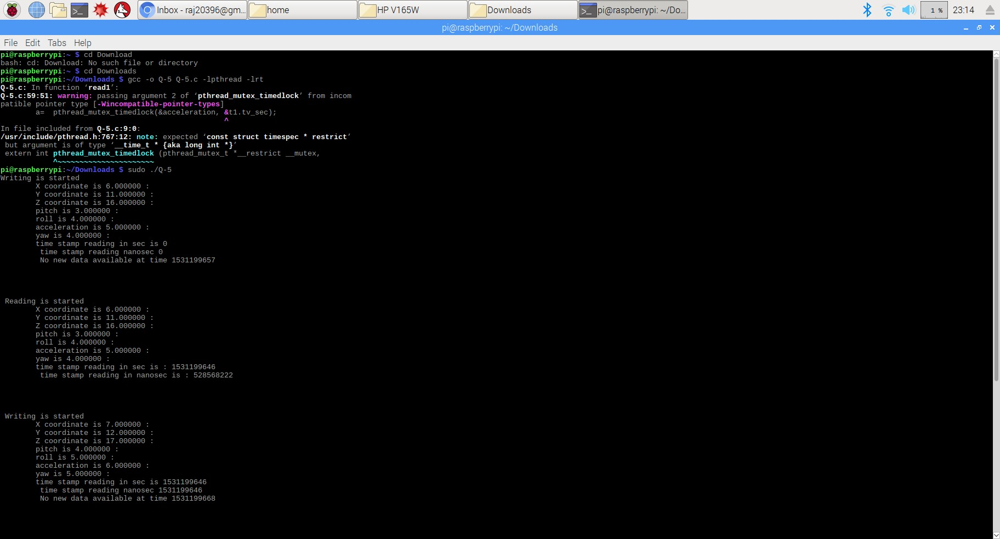 Inbox - raj20396@gm...
home
HP V165W
Downloads
pi@raspberrypi: ~/Do...
1 %
23:14
pi@raspberrypi: ~/Downloads
File Edit Tabs Help
pi@raspberrypi:~ $ cd Download
bash: cd: Download: No such file or directory
pi@raspberrypi:~ $ cd Downloads
pi@raspberrypi:~/Downloads $ gcc -o Q-5 Q-5.c -lpthread -lrt
Q-5.c: In function ‘read1’:
Q-5.c:59:51: warning: passing argument 2 of ‘pthread_mutex_timedlock’ from incom
patible pointer type [-Wincompatible-pointer-types]
a=  pthread_mutex_timedlock(&acceleration, &t1.tv_sec);
^
In file included from Q-5.c:9:0:
/usr/include/pthread.h:767:12: note: expected ‘const struct timespec * restrict’
but argument is of type ‘__time_t * {aka long int *}’
extern int pthread_mutex_timedlock (pthread_mutex_t *__restrict __mutex,
^~~~~~~~~~~~~~~~~~~~~~~
pi@raspberrypi:~/Downloads $ sudo ./Q-5
Writing is started
X coordinate is 6.000000 :
Y coordinate is 11.000000 :
Z coordinate is 16.000000 :
pitch is 3.000000 :
roll is 4.000000 :
acceleration is 5.000000 :
yaw is 4.000000 :
time stamp reading in sec is 0
time stamp reading nanosec 0
No new data available at time 1531199657
Reading is started
X coordinate is 6.000000 :
Y coordinate is 11.000000 :
Z coordinate is 16.000000 :
pitch is 3.000000 :
roll is 4.000000 :
acceleration is 5.000000 :
yaw is 4.000000 :
time stamp reading in sec is : 1531199646
time stamp reading in nanosec is : 528568222
Writing is started
X coordinate is 7.000000 :
Y coordinate is 12.000000 :
Z coordinate is 17.000000 :
pitch is 4.000000 :
roll is 5.000000 :
acceleration is 6.000000 :
yaw is 5.000000 :
time stamp reading in sec is 1531199646
time stamp reading nanosec 1531199646
No new data available at time 1531199668